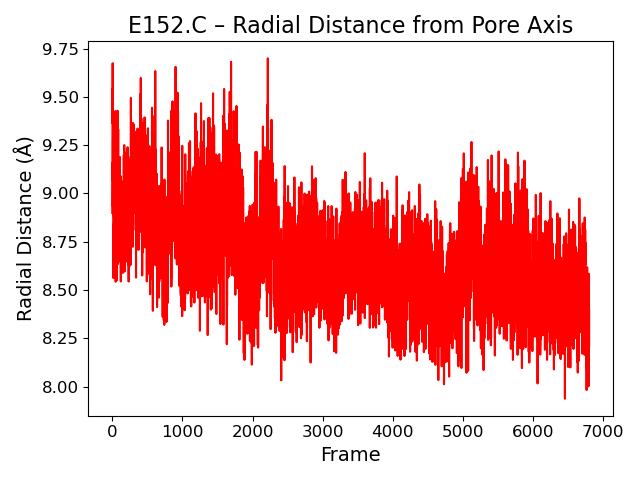 E152.C – Radial Distance from Pore Axis
9.75
9.50
9.25
9.00
8.75
8.50
8.25
8.00
Radial Distance (Å)
0 1000 2000 3000 4000 5000 6000 7000
Frame